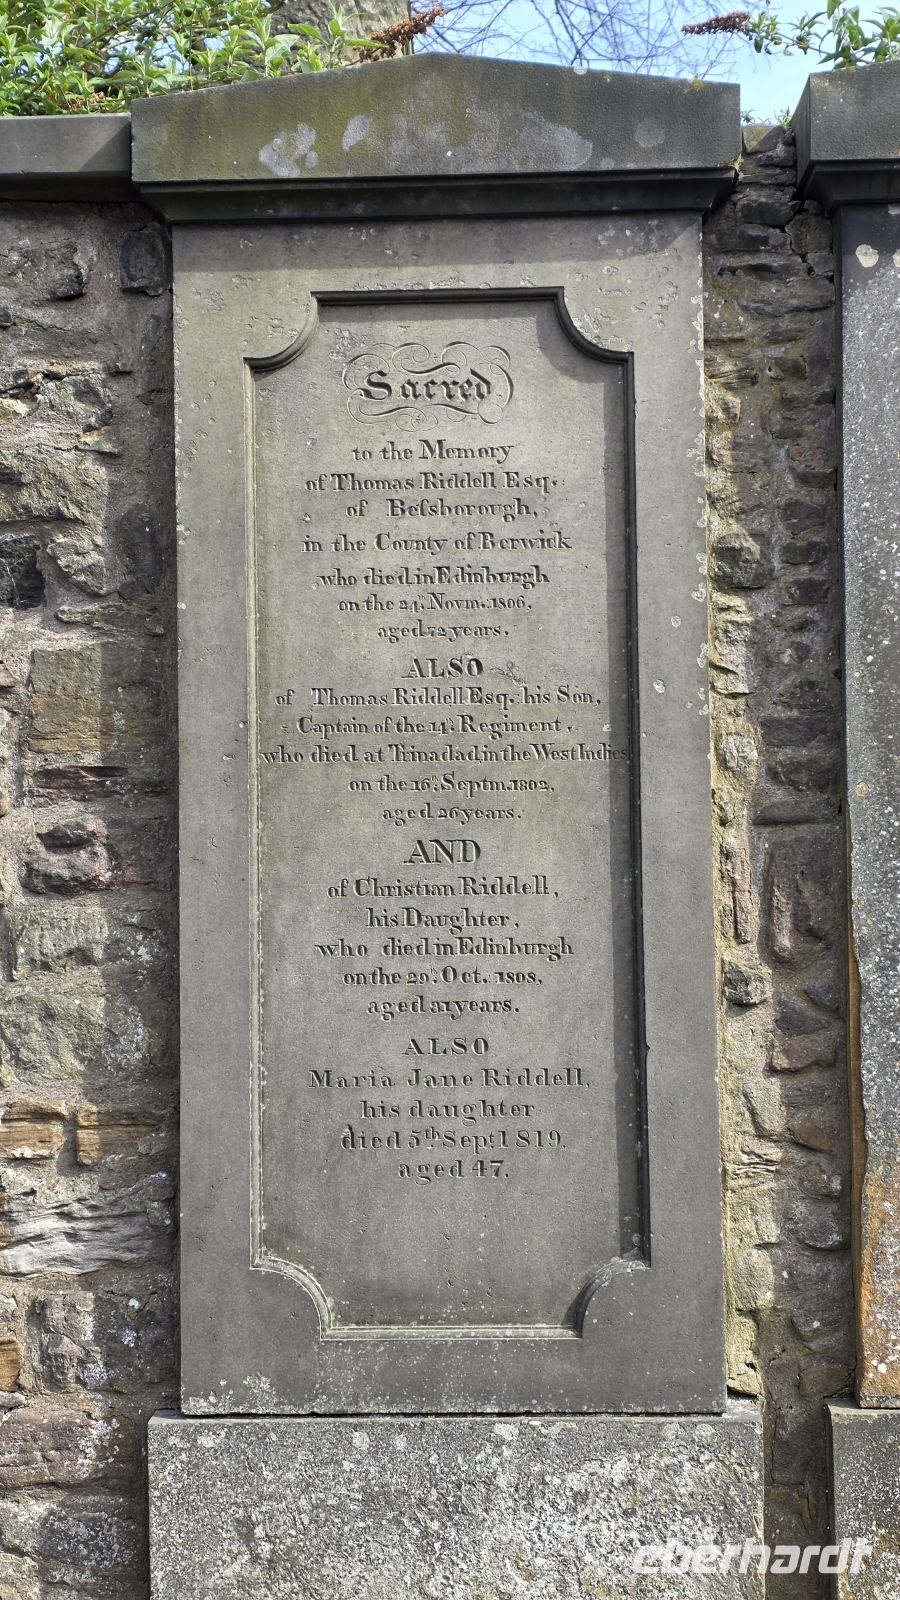 Sacred
to the Memory
of Thomas Riddell Esq.
of Beſsborough,
in the County of Berwick
who died in Edinburgh
on the 24th. Novm. 1806,
aged 72 years.
ALSO
of Thomas Riddell Esq. his Son,
Captain of the 14th. Regiment,
who died at Trinadad, in the West Indies
on the 16th. Septm. 1802,
aged 26 years.
AND
of Christian Riddell,
his Daughter,
who died in Edinburgh
on the 29th. Oct. 1808,
aged 31 years.
ALSO
Maria Jane Riddell,
his daughter
died 5th. Sept. 1819.
aged 47.
eberhardt